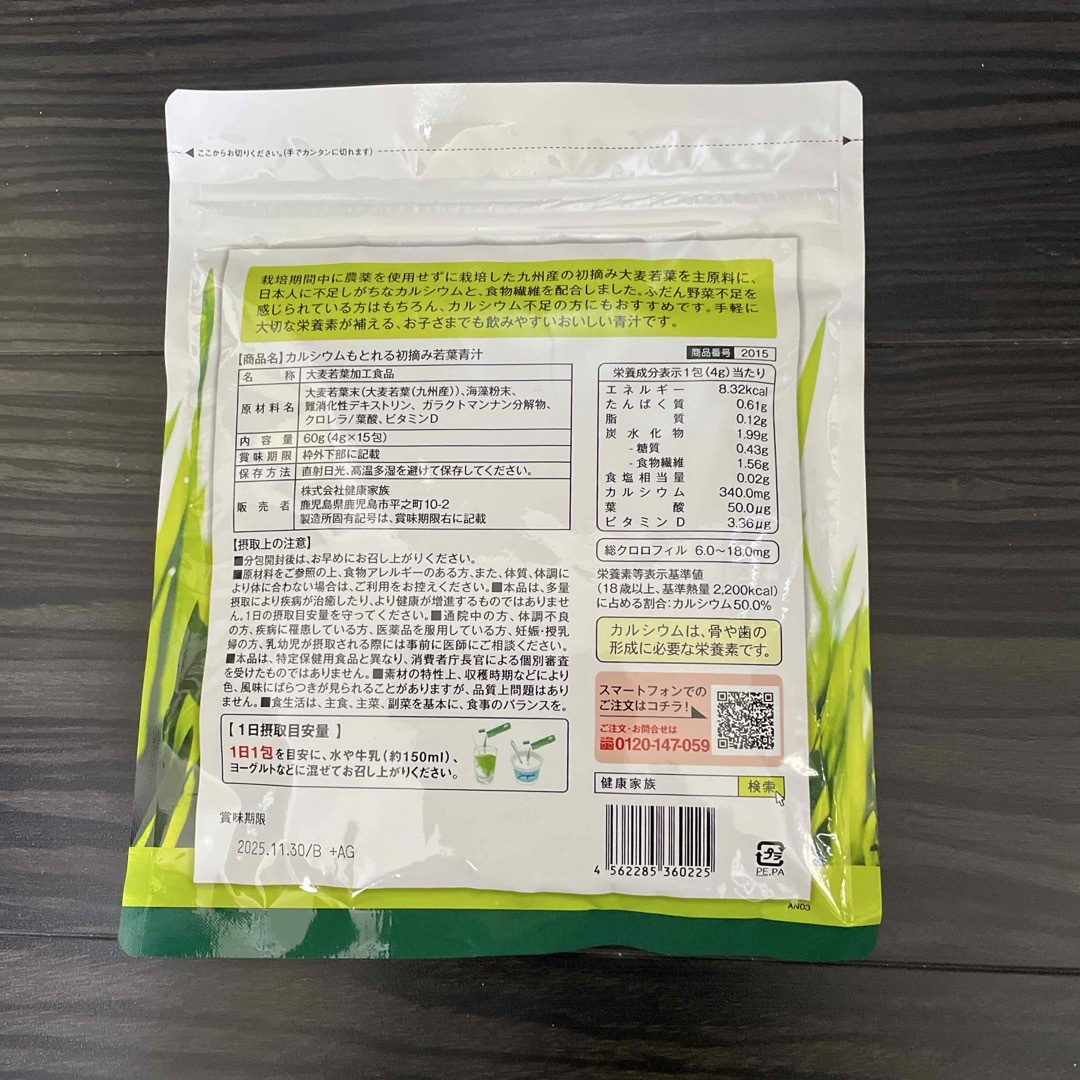 ここからお切りください。(手でカンタンに切れます)
栽培期間中に農薬を使用せずに栽培した九州産の初摘み大麦若葉を主原料に、
日本人に不足しがちなカルシウムと、食物繊維を配合しました。ふだん野菜不足を
感じられている方はもちろん、カルシウム不足の方にもおすすめです。手軽に
大切な栄養素が補える、お子さまでも飲みやすいおいしい青汁です。
【商品名】カルシウムもとれる初摘み若葉青汁
名称 大麦若葉加工食品
原材料名 大麦若葉末(大麦若葉(九州産))、海藻粉末、
難消化性デキストリン、ガラクトマンナン分解物、
クロレラ/葉酸、ビタミンD
内容量 60g(4g×15包)
賞味期限 枠外下部に記載
保存方法 直射日光、高温多湿を避けて保存してください。
販売者 株式会社健康家族
鹿児島県鹿児島市平之町10-2
製造所固有記号は、賞味期限右に記載
【摂取上の注意】
■分包開封後は、お早めにお召し上がりください。
■原材料をご参照の上、食物アレルギーのある方、また、体質、体調に
より体に合わない場合は、ご利用をお控えください。■本品は、多量
摂取により疾病が治癒したり、より健康が増進するものではありませ
ん。1日の摂取目安量を守ってください。■通院中の方、体調不良
の方、疾病に罹患している方、医薬品を服用している方、妊娠・授乳
婦の方、乳幼児が摂取される際には事前に医師にご相談ください。
■本品は、特定保健用食品と異なり、消費者庁長官による個別審査
を受けたものではありません。■素材の特性上、収穫時期などにより
色、風味にばらつきが見られることがありますが、品質上問題はあり
ません。■食生活は、主食、主菜、副菜を基本に、食事のバランスを。
【1日摂取目安量】
1日1包を目安に、水や牛乳(約150ml)、
ヨーグルトなどに混ぜてお召し上がりください。
賞味期限
2025.11.30/B +AG
商品番号 2015
栄養成分表示1包(4g)当たり
エネルギー 8.32kcal
たんぱく質 0.61g
脂質 0.12g
炭水化物 1.99g
-糖質 0.43g
-食物繊維 1.56g
食塩相当量 0.02g
カルシウム 340.0mg
葉酸 50.0μg
ビタミンD 3.36μg
総クロロフィル 6.0~18.0mg
栄養素等表示基準値
(18歳以上、基準熱量2,200kcal)
に占める割合:カルシウム50.0%
カルシウムは、骨や歯の
形成に必要な栄養素です。
スマートフォンでの
ご注文はコチラ!
ご注文・お問合せは
0120-147-059
健康家族 検索
4 562285 360225
プラ
PE,PA
AN03